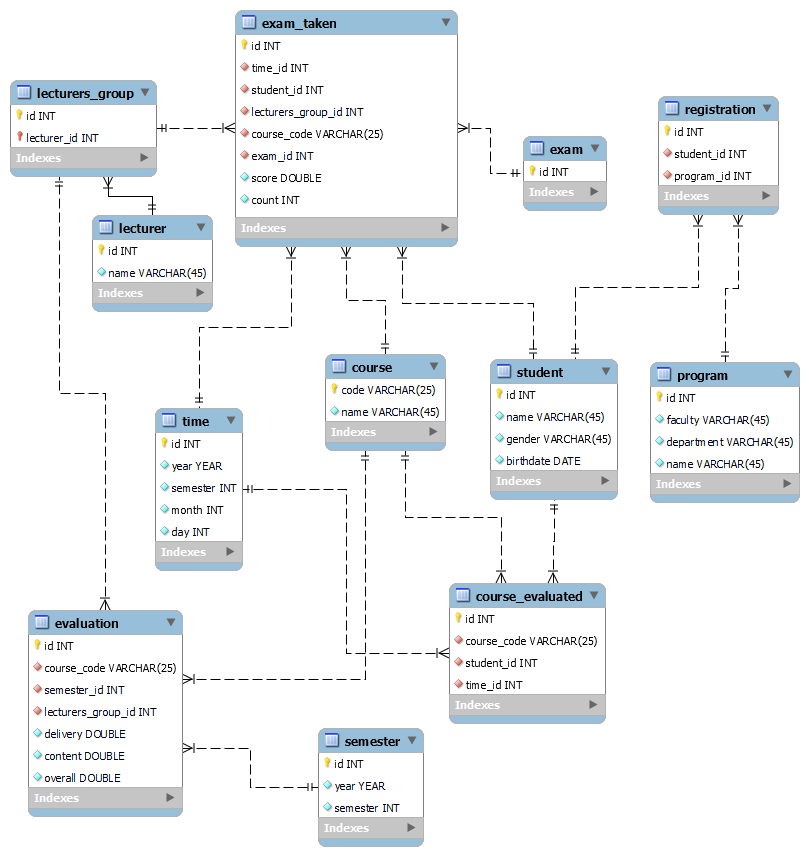 exam_taken
id INT
time_id INT
student_id INT
lecturers_group_id INT
course_code VARCHAR(25)
exam_id INT
score DOUBLE
count INT
Indexes
lecturers_group
id INT
lecturer_id INT
Indexes
registration
id INT
student_id INT
program_id INT
Indexes
exam
id INT
Indexes
lecturer
id INT
name VARCHAR(45)
Indexes
course
code VARCHAR(25)
name VARCHAR(45)
Indexes
student
id INT
name VARCHAR(45)
gender VARCHAR(45)
birthdate DATE
Indexes
program
id INT
faculty VARCHAR(45)
department VARCHAR(45)
name VARCHAR(45)
Indexes
time
id INT
year YEAR
semester INT
month INT
day INT
Indexes
course_evaluated
id INT
course_code VARCHAR(25)
student_id INT
time_id INT
Indexes
evaluation
id INT
course_code VARCHAR(25)
semester_id INT
lecturers_group_id INT
delivery DOUBLE
content DOUBLE
overall DOUBLE
Indexes
semester
id INT
year YEAR
semester INT
Indexes